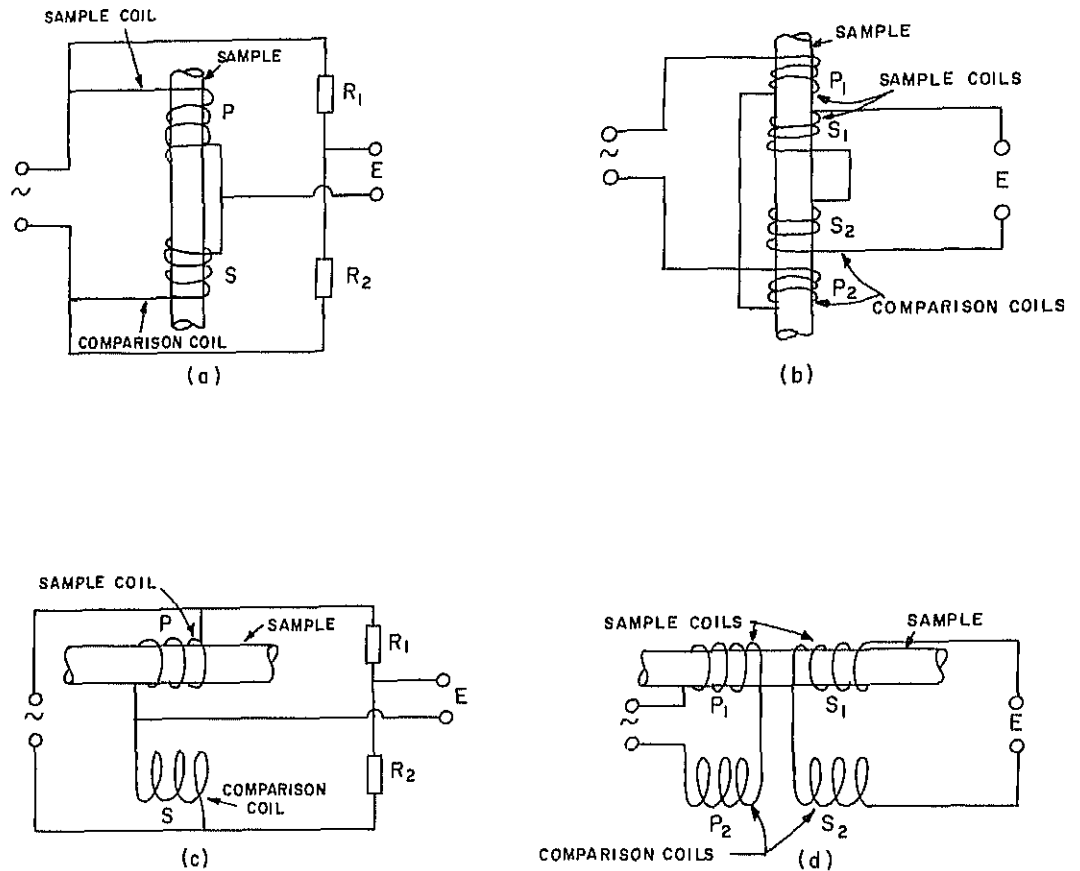 SAMPLE COIL
SAMPLE
P
R1
~
E
S
R2
COMPARISON COIL
(a)
SAMPLE
P1
SAMPLE COILS
S1
~
E
S2
P2
COMPARISON COILS
(b)
SAMPLE COIL
P
SAMPLE
R1
~
E
R2
COMPARISON
COIL
S
(c)
SAMPLE COILS
SAMPLE
P1
S1
~
E
P2
S2
COMPARISON COILS
(d)